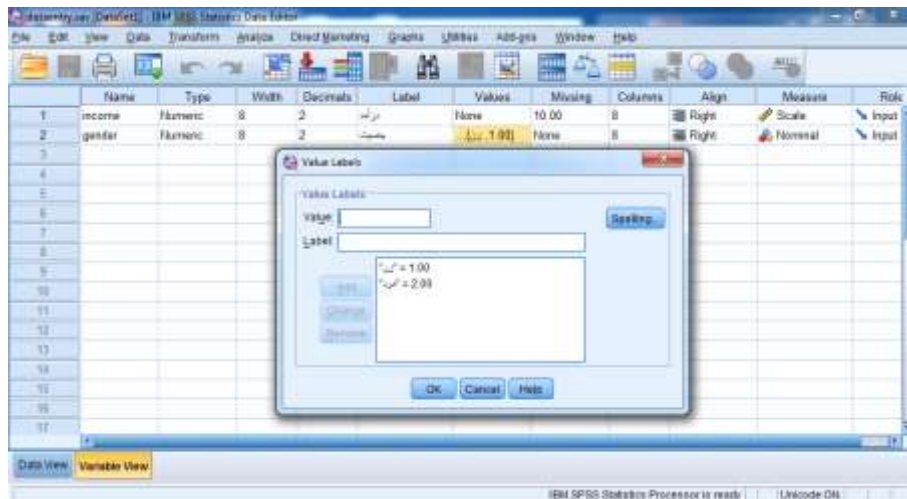 dataentry.sav [DataSet1] - IBM SPSS Statistics Data Editor
File Edit View Data Transform Analyze Direct Marketing Graphs Utilities Add-ons Window Help
Name Type Width Decimals Label Values Missing Columns Align Measure Role
1 income Numeric 8 2 درآمد None 10.00 8 Right Scale Input
2 gender Numeric 8 2 {1.00, None 8 Right Nominal Input
3
4
5
6
7
8
9
10
11
12
13
14
15
16
17
Value Labels
Value Labels
Value:
Label:
Spelling...
= 1.00
= 2.00
Add
Change
Remove
OK Cancel Help
Data View Variable View
IBM SPSS Statistics Processor is ready Unicode:ON